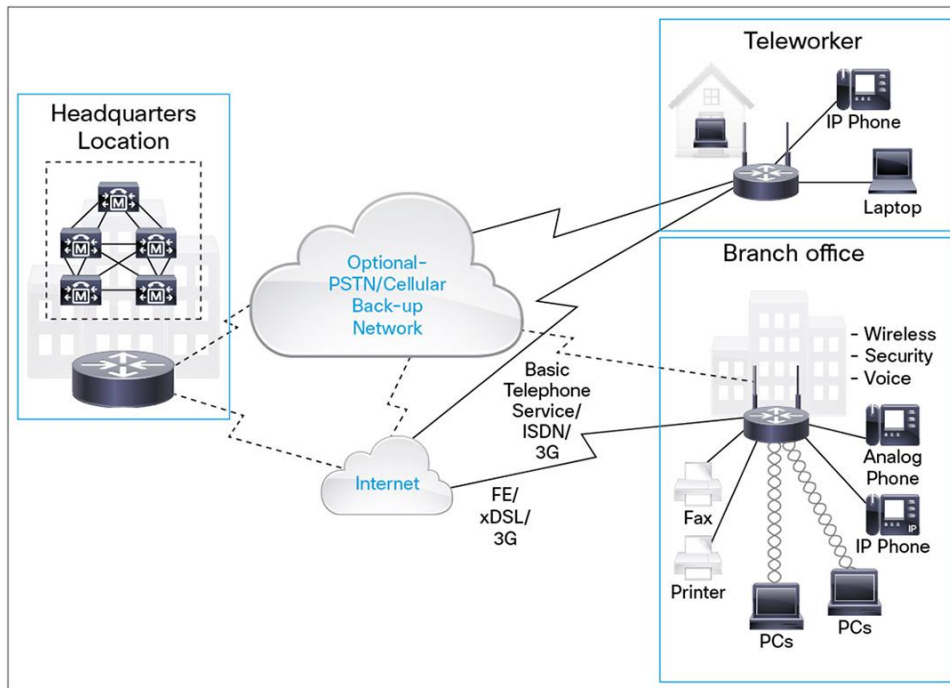 Headquarters
Location
M
M
M
M
M
Optional-
PSTN/Cellular
Back-up
Network
Internet
Basic
Telephone
Service/
ISDN/
3G
FE/
xDSL/
3G
Teleworker
IP Phone
Laptop
Branch office
- Wireless
- Security
- Voice
Analog
Phone
Fax
IP
IP Phone
Printer
PCs
PCs